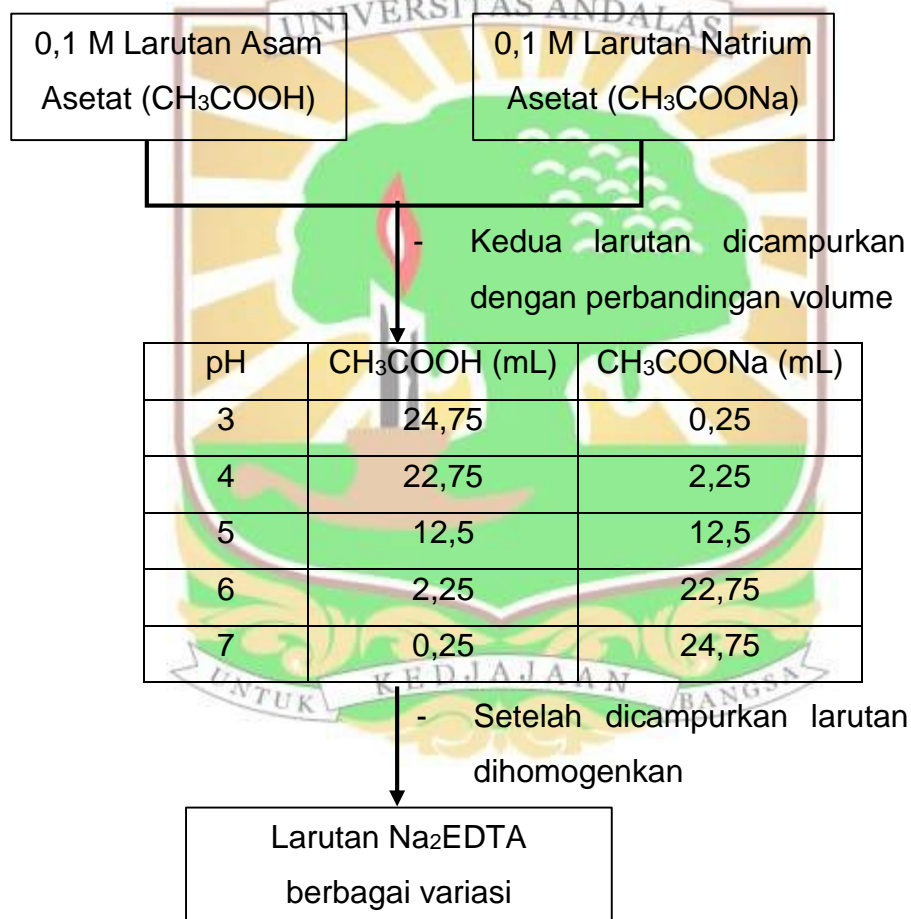 UNIVERSITAS ANDALAS
0,1 M Larutan Asam
Asetat (CH₃COOH)
0,1 M Larutan Natrium
Asetat (CH₃COONa)
- Kedua larutan dicampurkan
dengan perbandingan volume
pH CH₃COOH (mL) CH₃COONa (mL)
3 24,75 0,25
4 22,75 2,25
5 12,5 12,5
6 2,25 22,75
7 0,25 24,75
UNTUK KEDJAJAAN BANGSA
- Setelah dicampurkan larutan
dihomogenkan
Larutan Na₂EDTA
berbagai variasi